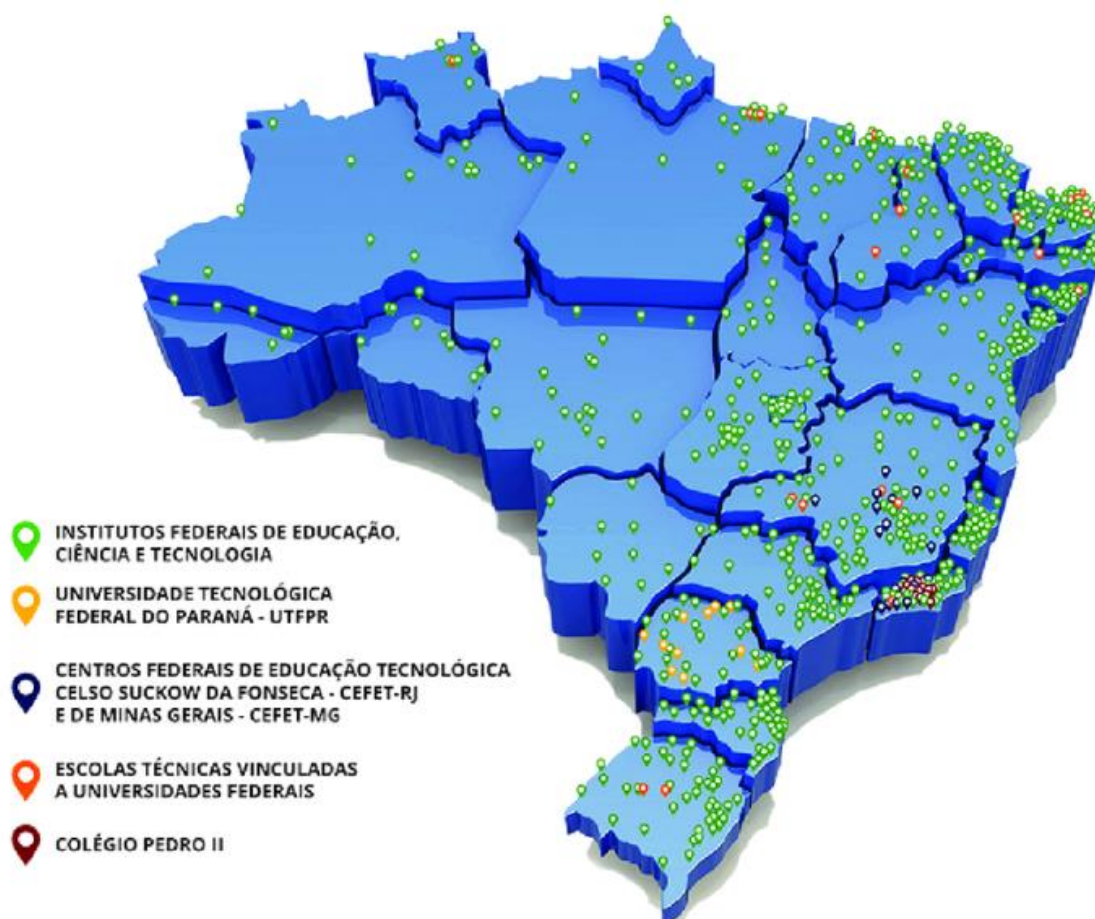 INSTITUTOS FEDERAIS DE EDUCAÇÃO,
CIÊNCIA E TECNOLOGIA
UNIVERSIDADE TECNOLÓGICA
FEDERAL DO PARANÁ - UTFPR
CENTROS FEDERAIS DE EDUCAÇÃO TECNOLÓGICA
CELSO SUCKOW DA FONSECA - CEFET-RJ
E DE MINAS GERAIS - CEFET-MG
ESCOLAS TÉCNICAS VINCULADAS
A UNIVERSIDADES FEDERAIS
COLÉGIO PEDRO II